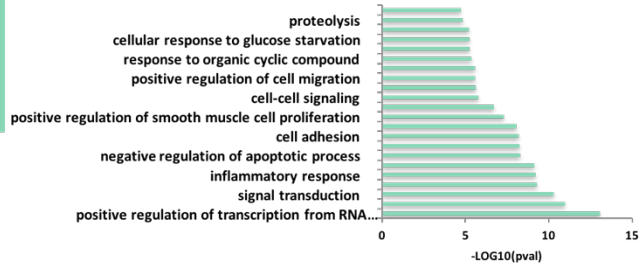 proteolysis
cellular response to glucose starvation
response to organic cyclic compound
positive regulation of cell migration
cell-cell signaling
positive regulation of smooth muscle cell proliferation
cell adhesion
negative regulation of apoptotic process
inflammatory response
signal transduction
positive regulation of transcription from RNA...
0 5 10 15
-LOG10(pval)